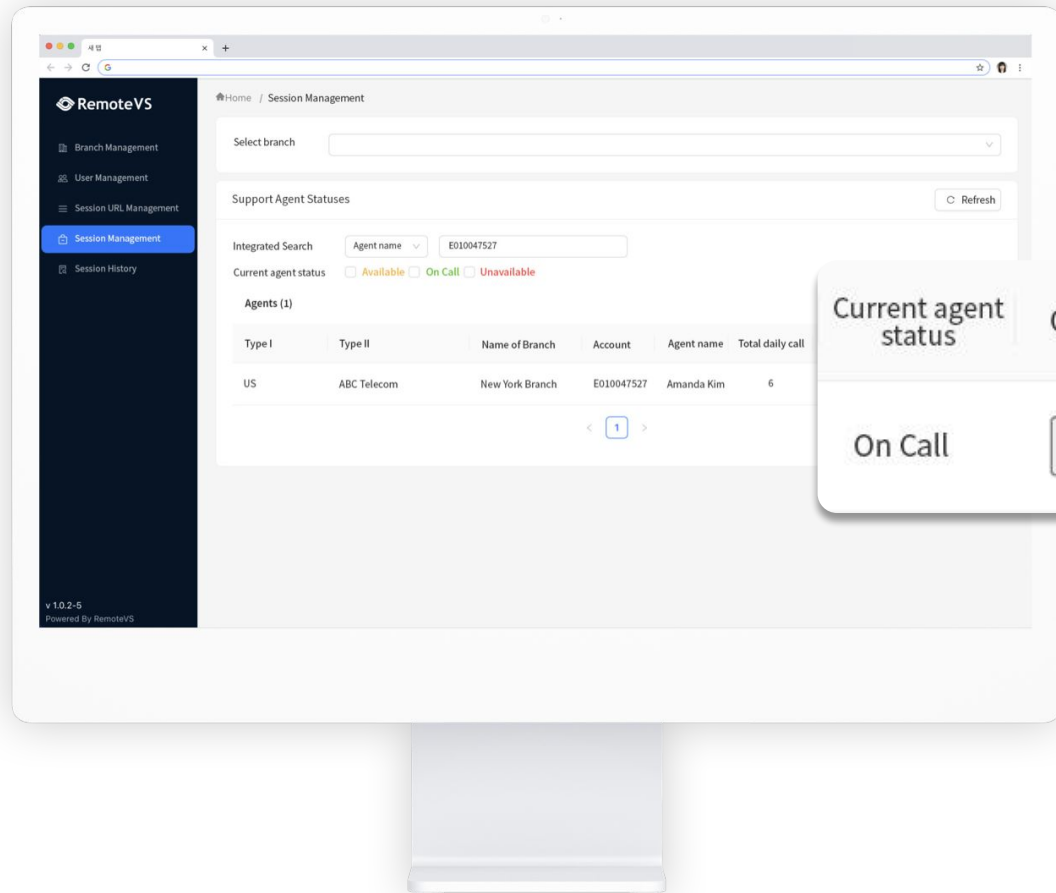 새 탭
RemoteVS
Home / Session Management
Branch Management
User Management
Session URL Management
Session Management
Session History
Select branch
Support Agent Statuses
Refresh
Integrated Search Agent name E010047527
Current agent status Available On Call Unavailable
Agents (1)
Type I Type II Name of Branch Account Agent name Total daily call
US ABC Telecom New York Branch E010047527 Amanda Kim 6
1
Current agent
status
On Call
v 1.0.2-5
Powered By RemoteVS